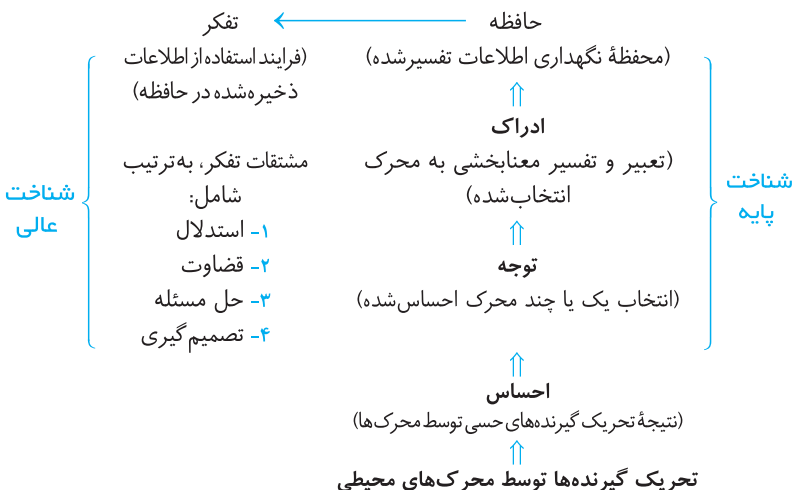 حافظه
(محفظهٔ نگهداری اطلاعات تفسیرشده)
ادراک
(تعبیر و تفسیر معنابخشی به محرک
انتخاب‌شده)
توجه
(انتخاب یک یا چند محرک احساس‌شده)
احساس
(نتیجهٔ تحریک گیرنده‌های حسی توسط محرک‌ها)
تحریک گیرنده‌ها توسط محرک‌های محیطی
شناخت
پایه
تفکر
(فرایند استفاده از اطلاعات
ذخیره‌شده در حافظه)
مشتقات تفکر، به‌ترتیب
شامل:
۱- استدلال
۲- قضاوت
۳- حل مسئله
۴- تصمیم‌گیری
شناخت
عالی